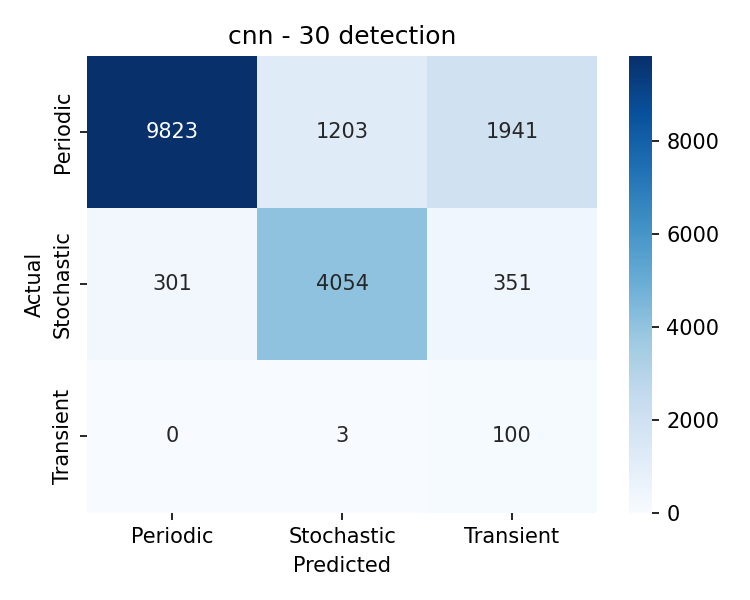 cnn - 30 detection
Periodic
9823
1203
1941
8000
Actual
Stochastic
301
4054
351
6000
4000
Transient
0
3
100
2000
0
Periodic
Stochastic
Transient
Predicted